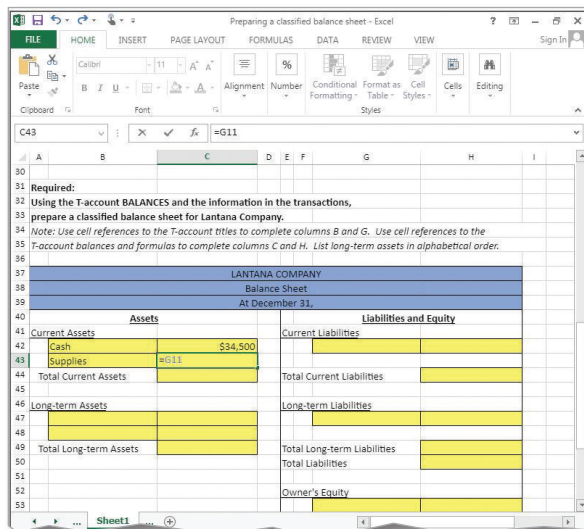 Preparing a classified balance sheet - Excel
?
Sign In
FILE HOME INSERT PAGE LAYOUT FORMULAS DATA REVIEW VIEW
Calibri 11 A A
B I U A
%
Paste
Alignment Number
Conditional Formatting Format as Table Cell Styles
Cells Editing
Clipboard Font Styles
C43 fx =G11
A B C D E F G H I
30
31 Required:
32 Using the T-account BALANCES and the information in the transactions,
33 prepare a classified balance sheet for Lantana Company.
34 Note: Use cell references to the T-account titles to complete columns B and G. Use cell references to the
35 T-account balances and formulas to complete columns C and H. List long-term assets in alphabetical order.
36
37 LANTANA COMPANY
38 Balance Sheet
39 At December 31,
40 Assets Liabilities and Equity
41 Current Assets Current Liabilities
42 Cash $34,500
43 Supplies =G11
44 Total Current Assets Total Current Liabilities
45
46 Long-term Assets Long-term Liabilities
47
48
49 Total Long-term Assets Total Long-term Liabilities
50 Total Liabilities
51
52 Owner's Equity
53
... Sheet1 ...